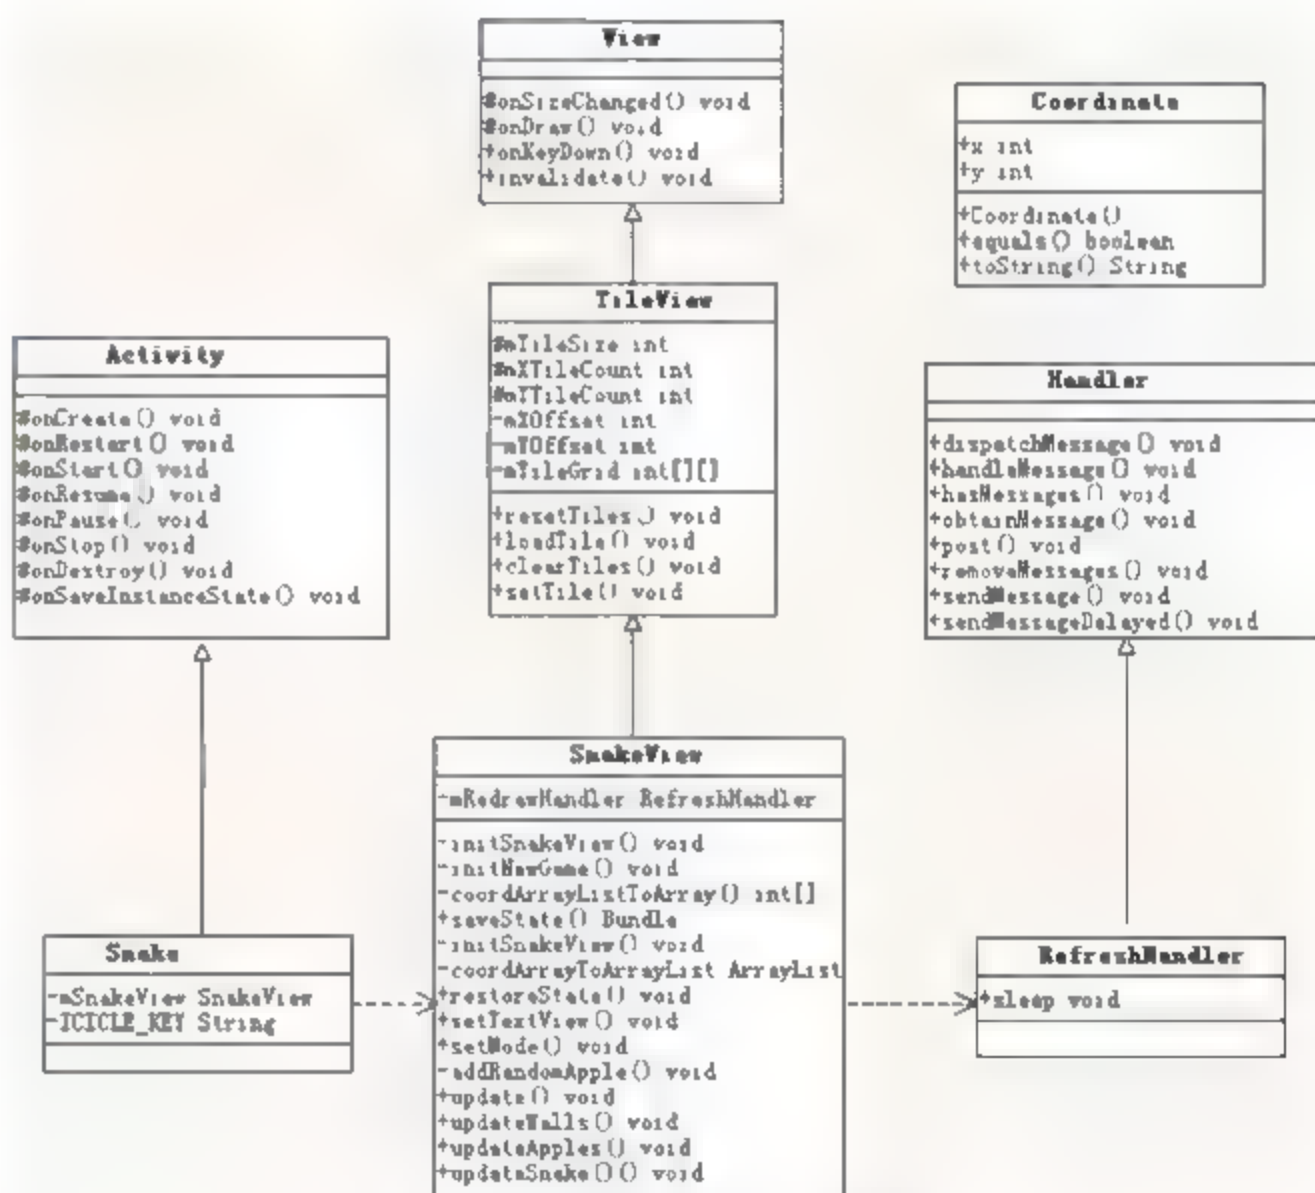 View
#onSizeChanged() void
#onDraw() void
+onKeyDown() void
+invalidate() void
Coordinate
+x int
+y int
+Coordinate()
+equals() boolean
+toString() String
TileView
#mTileSize int
#mXTileCount int
#mYTileCount int
-mXOffset int
-mYOffset int
-mTileGrid int[][]
+resetTiles() void
+loadTile() void
+clearTiles() void
+setTile() void
Activity
#onCreate() void
#onRestart() void
#onStart() void
#onResume() void
#onPause() void
#onStop() void
#onDestroy() void
#onSaveInstanceState() void
Handler
+dispatchMessage() void
+handleMessage() void
+hasMessages() void
+obtainMessage() void
+post() void
+removeMessages() void
+sendMessage() void
+sendMessageDelayed() void
SnakeView
-mRedrawHandler RefreshHandler
-initSnakeView() void
-initNewGame() void
-coordArrayListToArray() int[]
+saveState() Bundle
-initSnakeView() void
-coordArrayToArrayList ArrayList
+restoreState() void
+setTextView() void
+setMode() void
-addRandomApple() void
+update() void
+updateWalls() void
+updateApples() void
+updateSnake()() void
Snake
-mSnakeView SnakeView
-ICICLE_KEY String
RefreshHandler
+sleep void